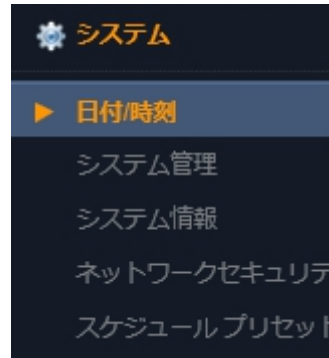 システム
日付/時刻
システム管理
システム情報
ネットワークセキュリテ
スケジュール プリセット